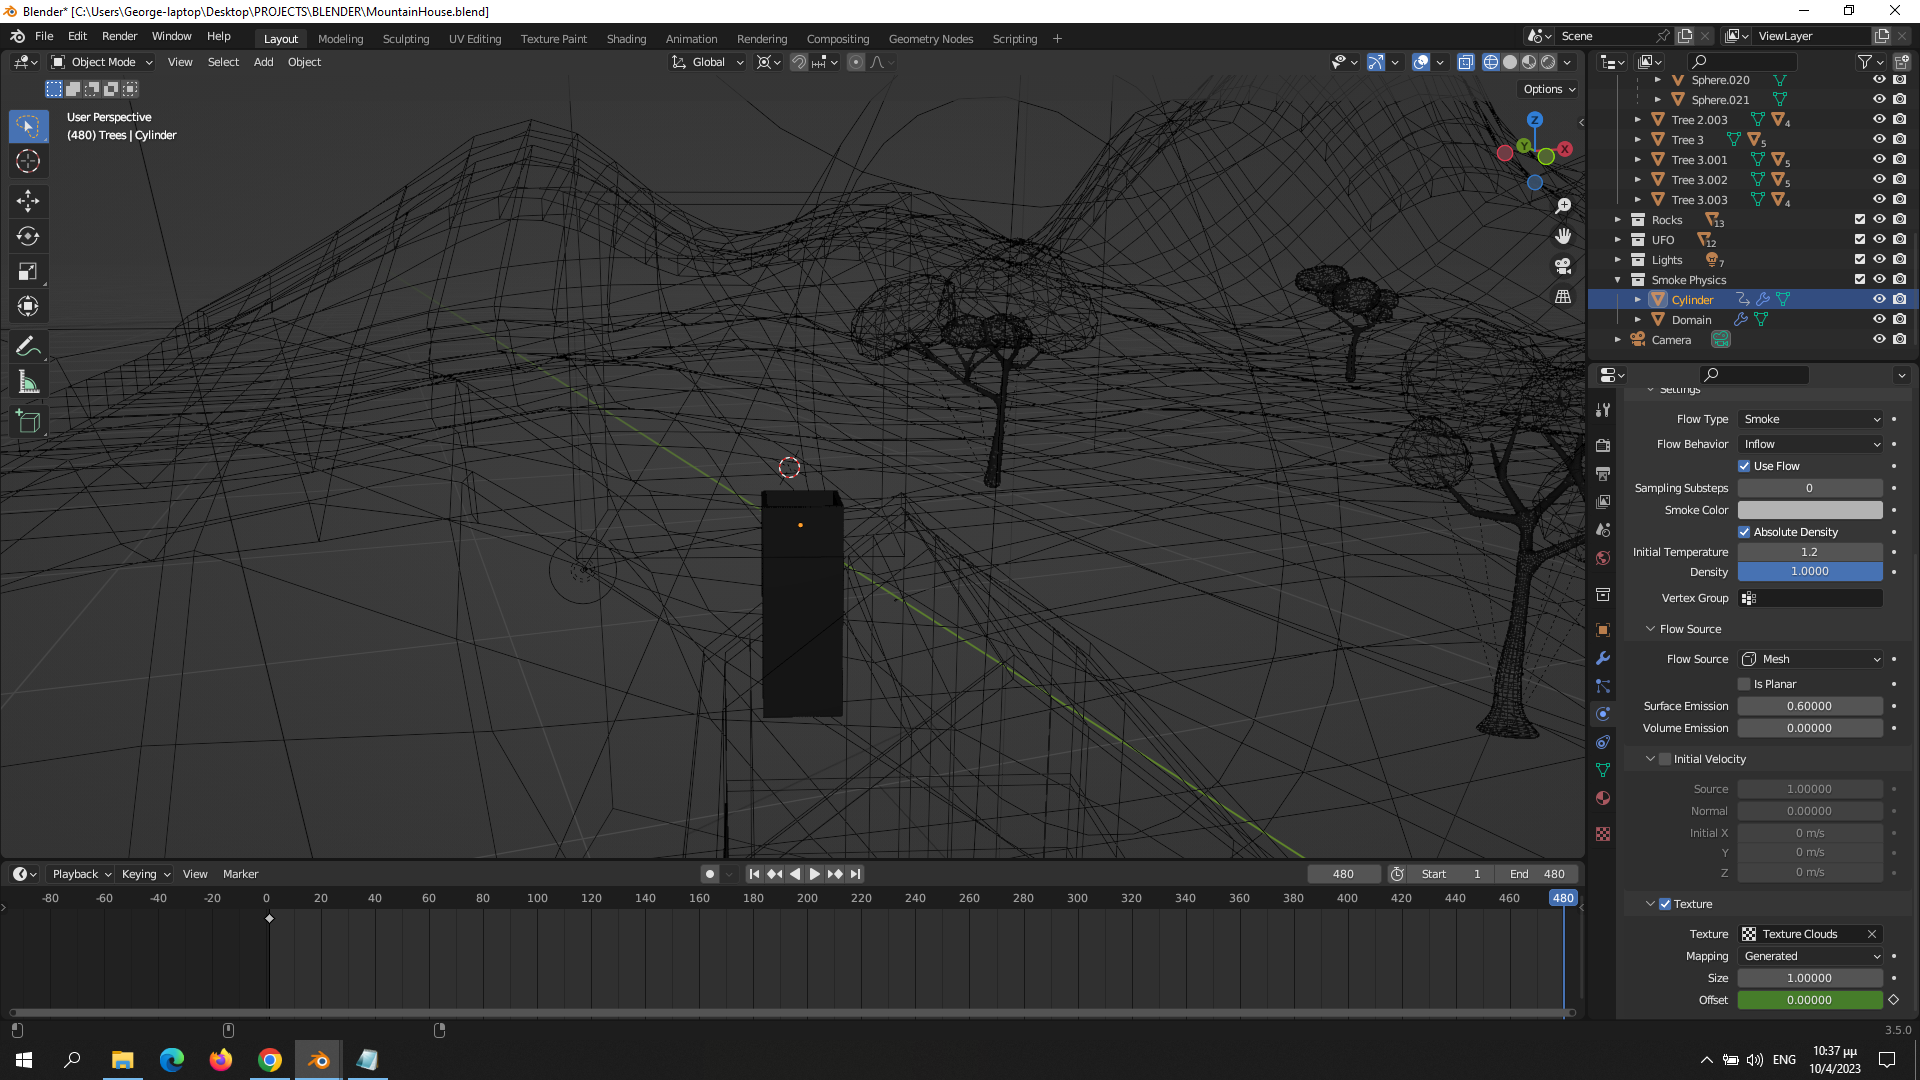 Blender* [C:\Users\George-laptop\Desktop\PROJECTS\BLENDER\MountainHouse.blend]
File Edit Render Window Help Layout Modeling Sculpting UV Editing Texture Paint Shading Animation Rendering Compositing Geometry Nodes Scripting + Scene ViewLayer
Object Mode View Select Add Object Global
Options
User Perspective
(480) Trees | Cylinder
Z
Y
X
Sphere.020
Sphere.021
Tree 2.003 4
Tree 3 5
Tree 3.001 5
Tree 3.002 5
Tree 3.003 4
Rocks 13
UFO 12
Lights 7
Smoke Physics
Cylinder
Domain
Camera
Settings
Flow Type Smoke
Flow Behavior Inflow
Use Flow
Sampling Substeps 0
Smoke Color
Absolute Density
Initial Temperature 1.2
Density 1.0000
Vertex Group
Flow Source
Flow Source Mesh
Is Planar
Surface Emission 0.60000
Volume Emission 0.00000
Initial Velocity
Source 1.00000
Normal 0.00000
Initial X 0 m/s
Y 0 m/s
Z 0 m/s
Texture
Texture Texture Clouds
Mapping Generated
Size 1.00000
Offset 0.00000
Playback Keying View Marker 480 Start 1 End 480
-80 -60 -40 -20 0 20 40 60 80 100 120 140 160 180 200 220 240 260 280 300 320 340 360 380 400 420 440 460 480
3.5.0
ENG
10:37 μμ
10/4/2023